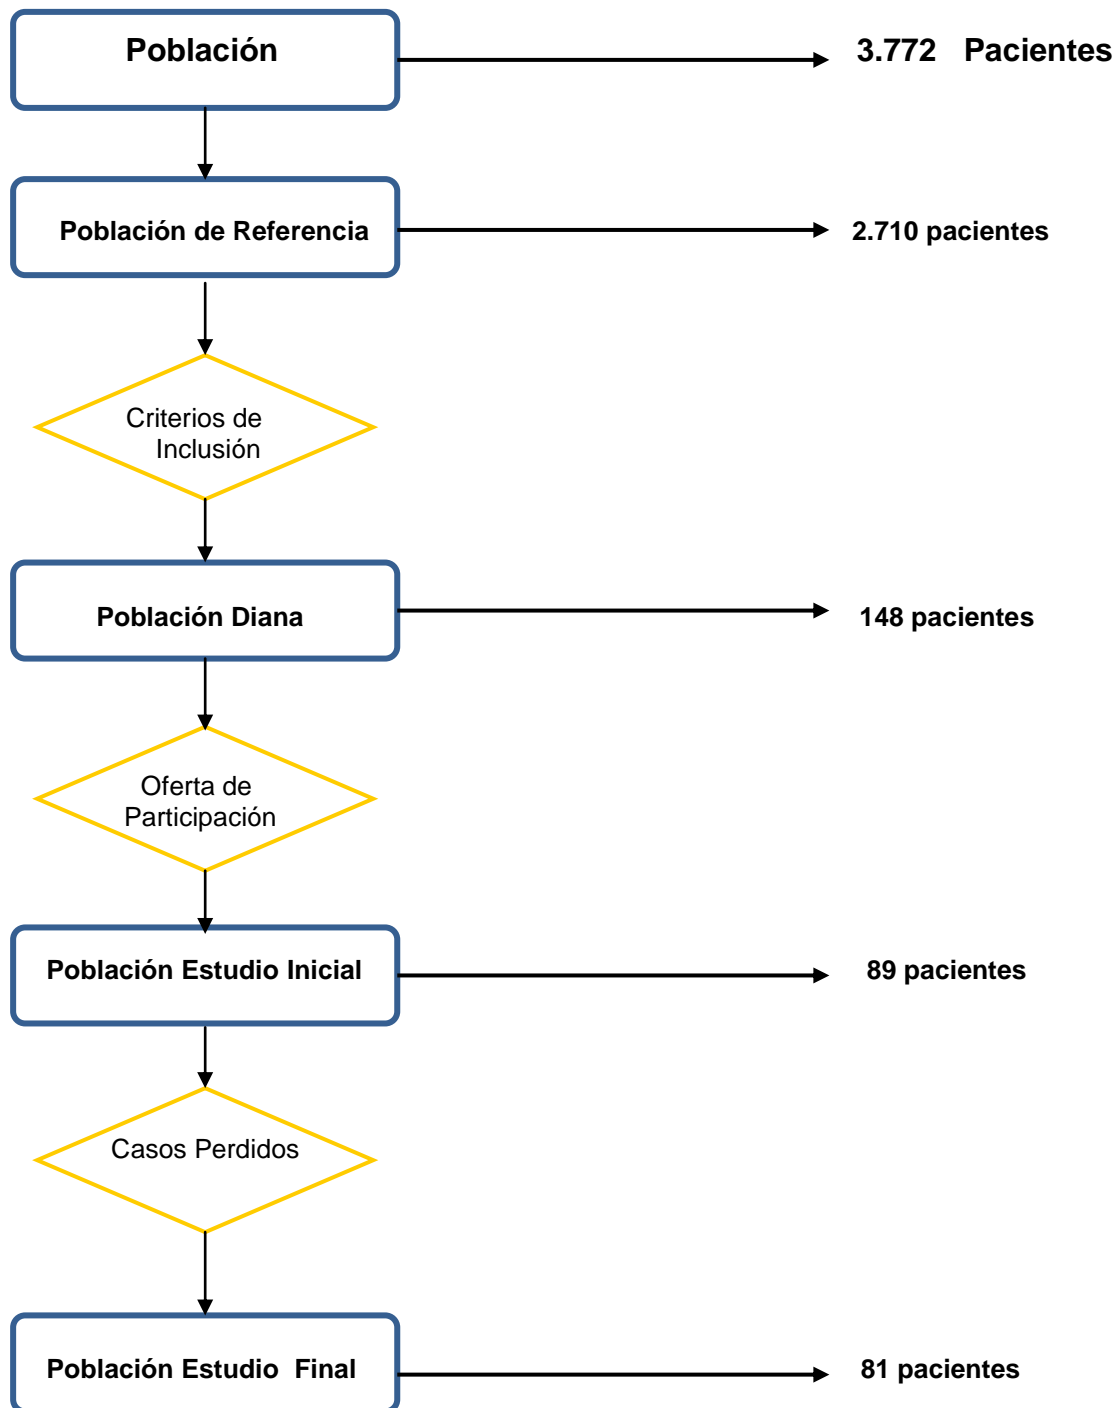 Población
3.772 Pacientes
Población de Referencia
2.710 pacientes
Criterios de
Inclusión
Población Diana
148 pacientes
Oferta de
Participación
Población Estudio Inicial
89 pacientes
Casos Perdidos
Población Estudio Final
81 pacientes